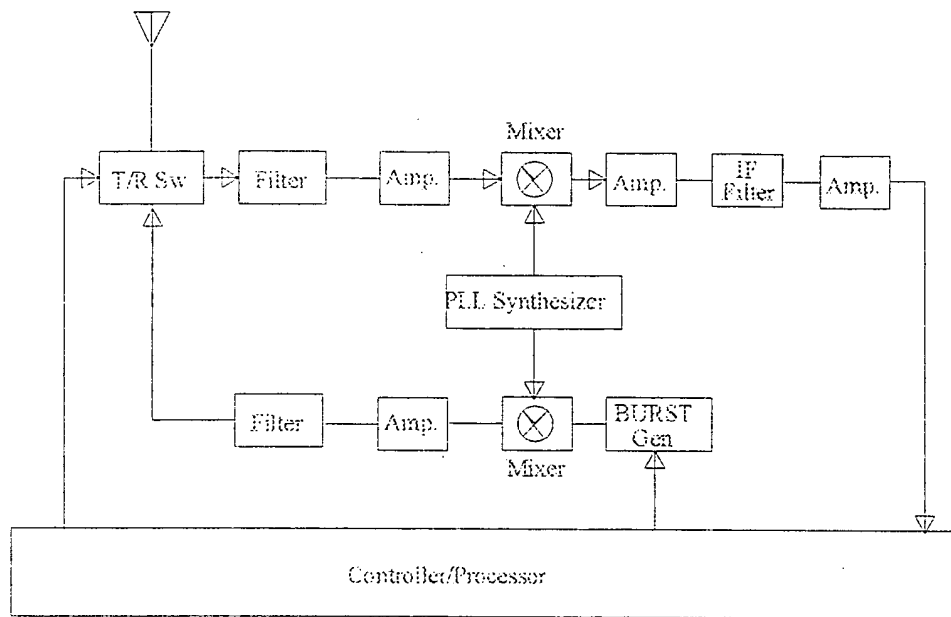 Mixer
T/R Sw
Filter
Amp.
Amp.
IF
Filter
Amp.
PLL Synthesizer
Filter
Amp.
BURST
Gen
Mixer
Controller/Processor